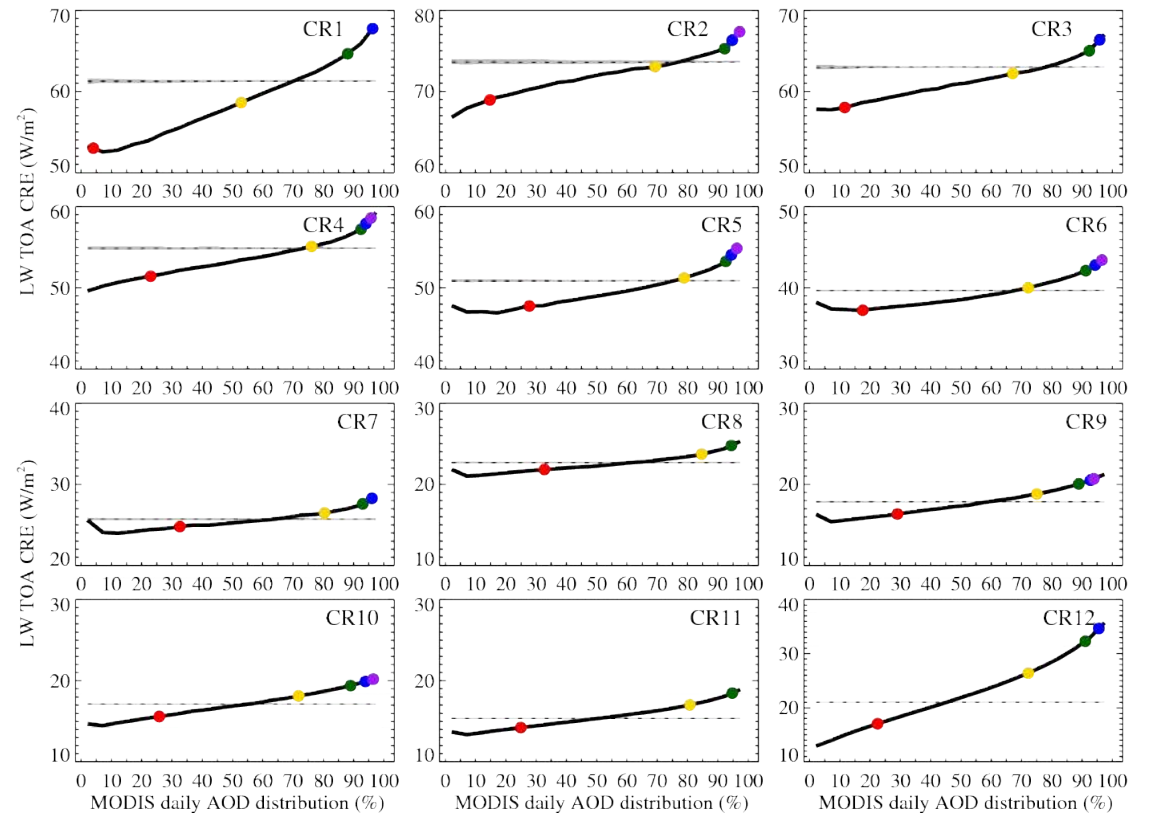 70 CR1 80 CR2 70 CR3
60 70 60
50 60 50
0 10 20 30 40 50 60 70 80 90 100 0 10 20 30 40 50 60 70 80 90 100 0 10 20 30 40 50 60 70 80 90 100
LW TOA CRE (W/m²)
60 CR4 60 CR5 50 CR6
50 50 40
40 40 30
0 10 20 30 40 50 60 70 80 90 100 0 10 20 30 40 50 60 70 80 90 100 0 10 20 30 40 50 60 70 80 90 100
40 CR7 30 CR8 30 CR9
30 20 20
20 10 10
0 10 20 30 40 50 60 70 80 90 100 0 10 20 30 40 50 60 70 80 90 100 0 10 20 30 40 50 60 70 80 90 100
LW TOA CRE (W/m²)
30 CR10 30 CR11 40 CR12
20 20 30
10 10 20
10
0 10 20 30 40 50 60 70 80 90 100 0 10 20 30 40 50 60 70 80 90 100 0 10 20 30 40 50 60 70 80 90 100
MODIS daily AOD distribution (%) MODIS daily AOD distribution (%) MODIS daily AOD distribution (%)